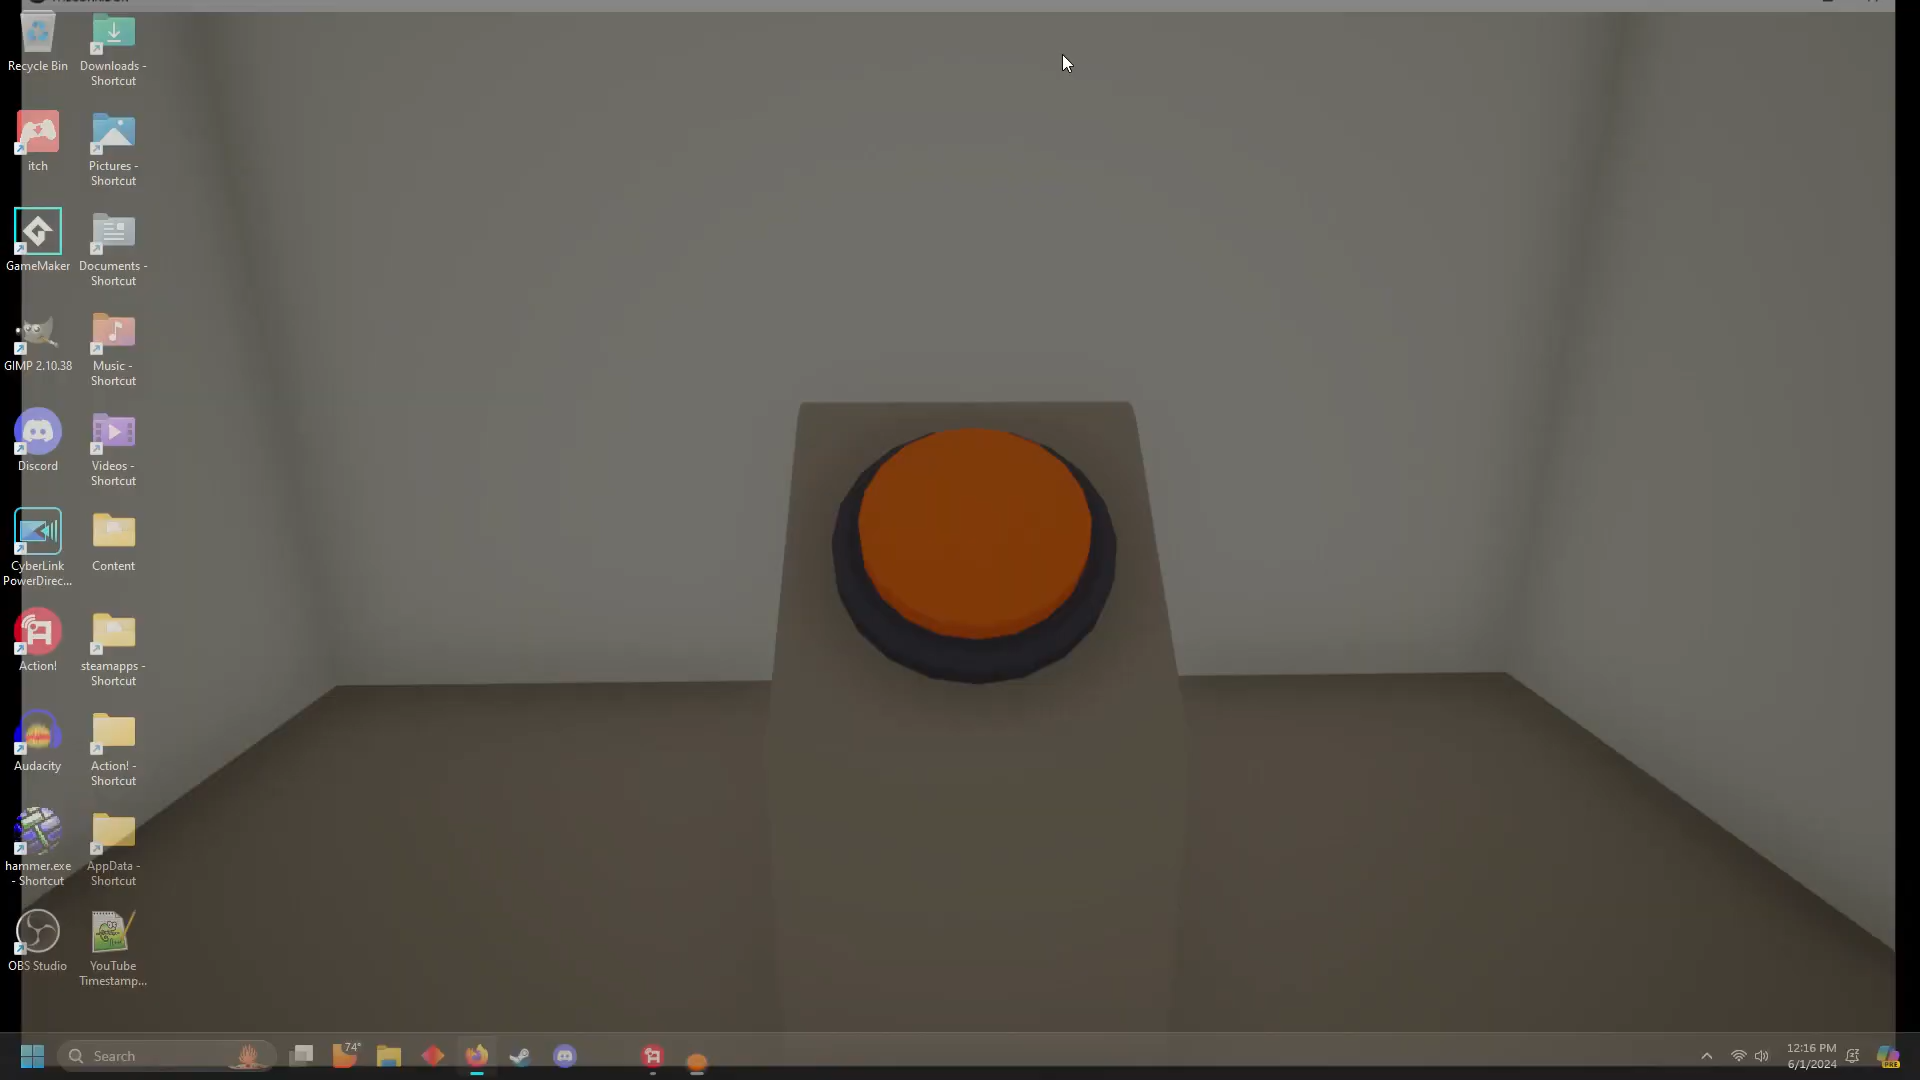 Recycle Bin
Downloads -
Shortcut
itch
Pictures -
Shortcut
GameMaker
Documents -
Shortcut
GIMP 2.10.38
Music -
Shortcut
Discord
Videos -
Shortcut
CyberLink
PowerDirec...
Content
Action!
steamapps -
Shortcut
Audacity
Action! -
Shortcut
hammer.exe
- Shortcut
AppData -
Shortcut
OBS Studio
YouTube
Timestamp...
Search
74°
12:16 PM
6/1/2024
PRE